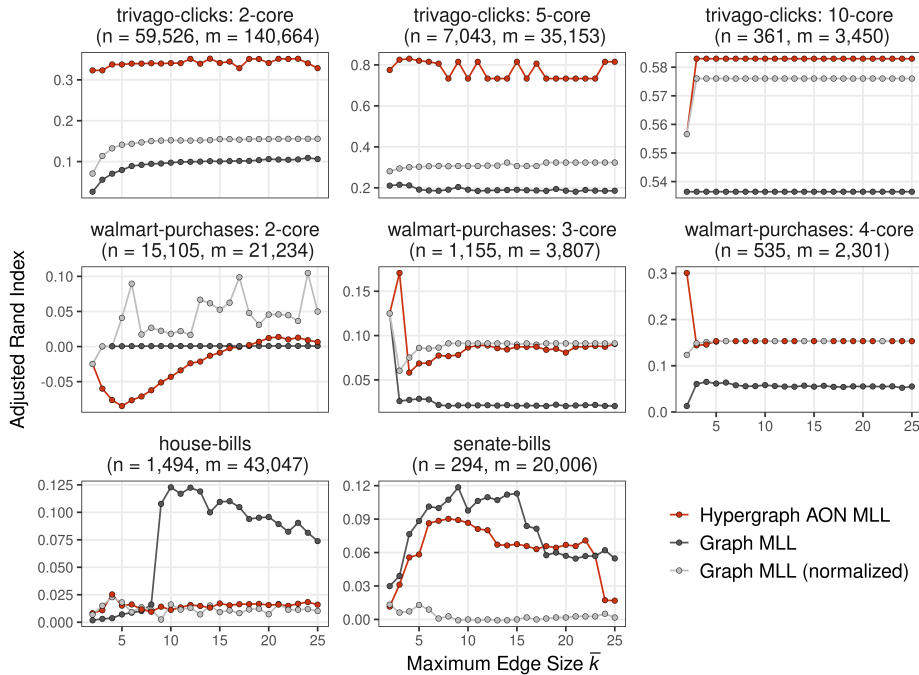 trivago-clicks: 2-core
(n = 59,526, m = 140,664)
0.3
0.2
0.1
trivago-clicks: 5-core
(n = 7,043, m = 35,153)
0.8
0.6
0.4
0.2
trivago-clicks: 10-core
(n = 361, m = 3,450)
0.58
0.57
0.56
0.55
0.54
Adjusted Rand Index
walmart-purchases: 2-core
(n = 15,105, m = 21,234)
0.10
0.05
0.00
-0.05
walmart-purchases: 3-core
(n = 1,155, m = 3,807)
0.15
0.10
0.05
walmart-purchases: 4-core
(n = 535, m = 2,301)
0.3
0.2
0.1
0.0
5 10 15 20 25
house-bills
(n = 1,494, m = 43,047)
0.125
0.100
0.075
0.050
0.025
0.000
5 10 15 20 25
senate-bills
(n = 294, m = 20,006)
0.12
0.09
0.06
0.03
0.00
5 10 15 20 25
Maximum Edge Size k̄
Hypergraph AON MLL
Graph MLL
Graph MLL (normalized)